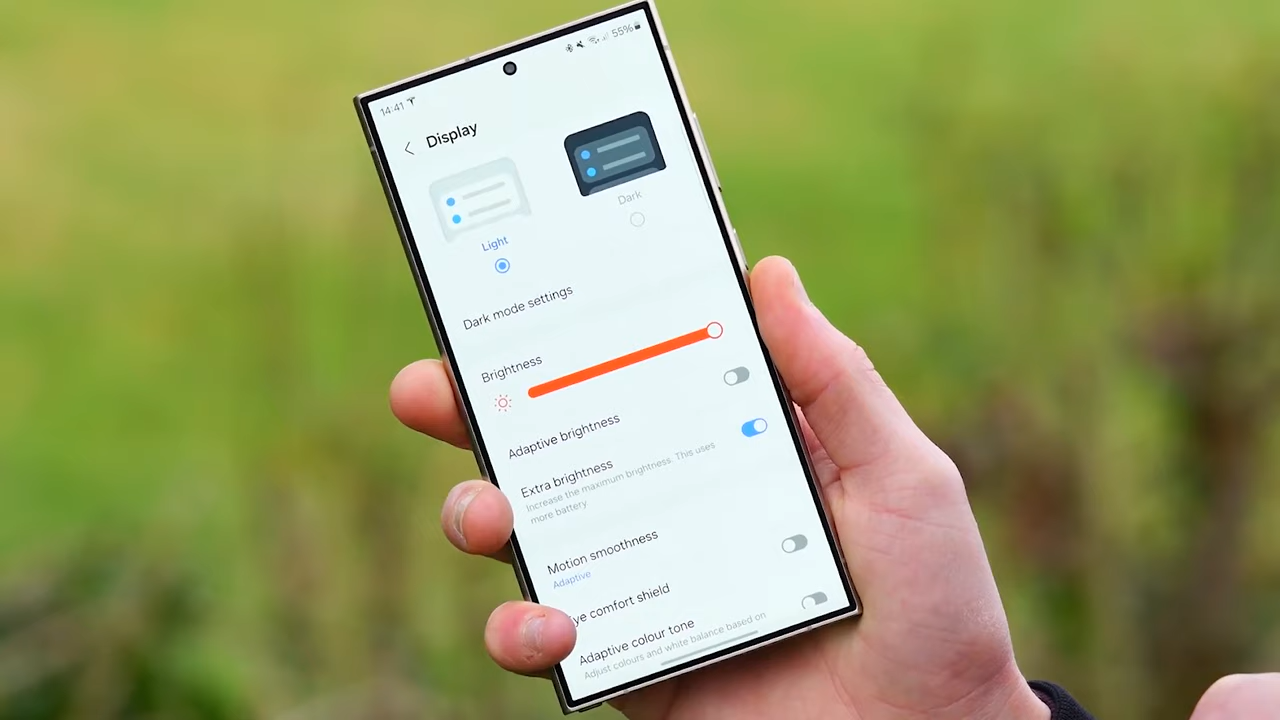 14:41
55%
Display
Light
Dark
Dark mode settings
Brightness
Adaptive brightness
Extra brightness
Increase the maximum brightness. This uses
more battery
Motion smoothness
Adaptive
ye comfort shield
Adaptive colour tone
Adjust colours and white balance based on